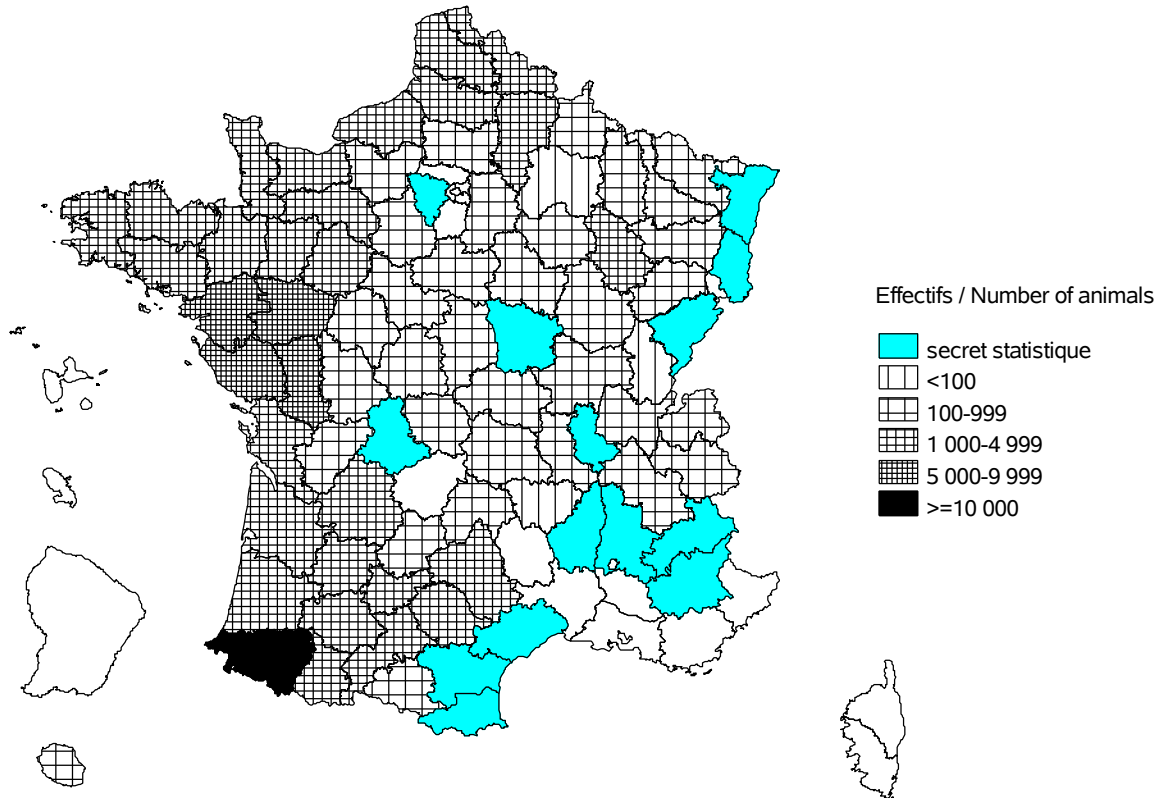 Effectifs / Number of animals
secret statistique
<100
100-999
1 000-4 999
5 000-9 999
>=10 000